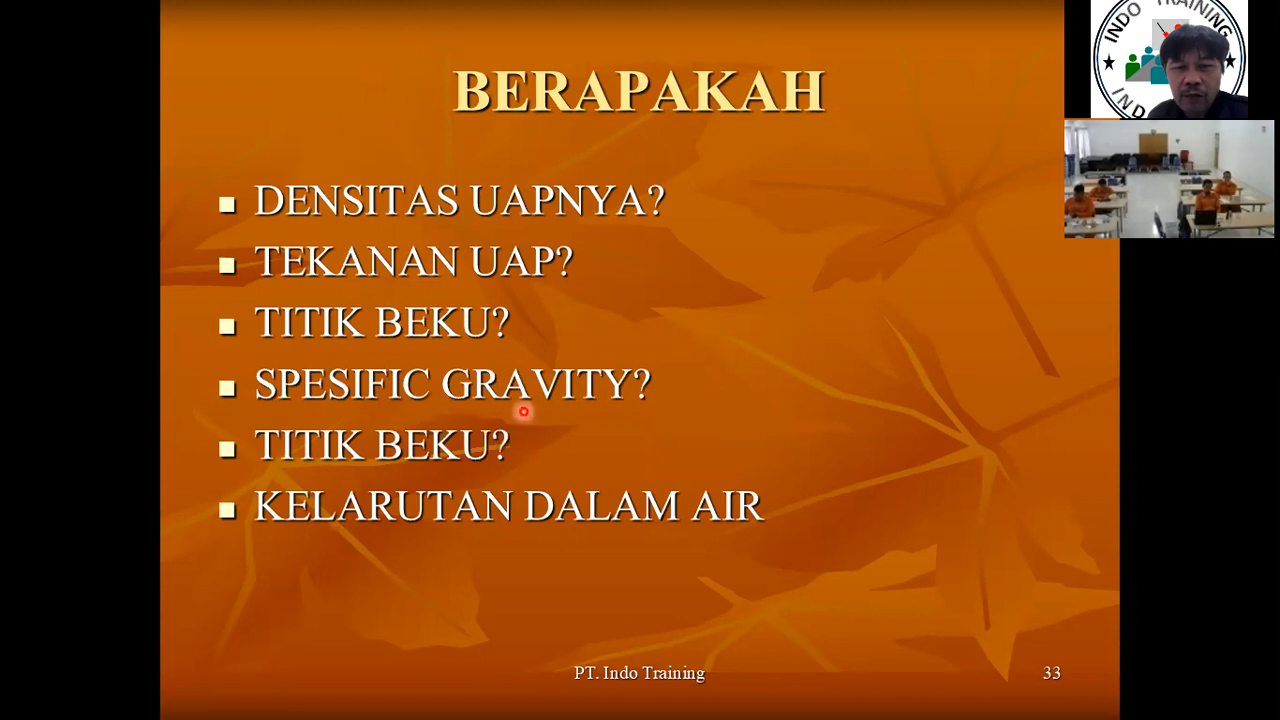 BERAPAKAH
DENSITAS UAPNYA?
TEKANAN UAP?
TITIK BEKU?
SPESIFIC GRAVITY?
TITIK BEKU?
KELARUTAN DALAM AIR
PT. Indo Training
33
INDO TRAINING
IND